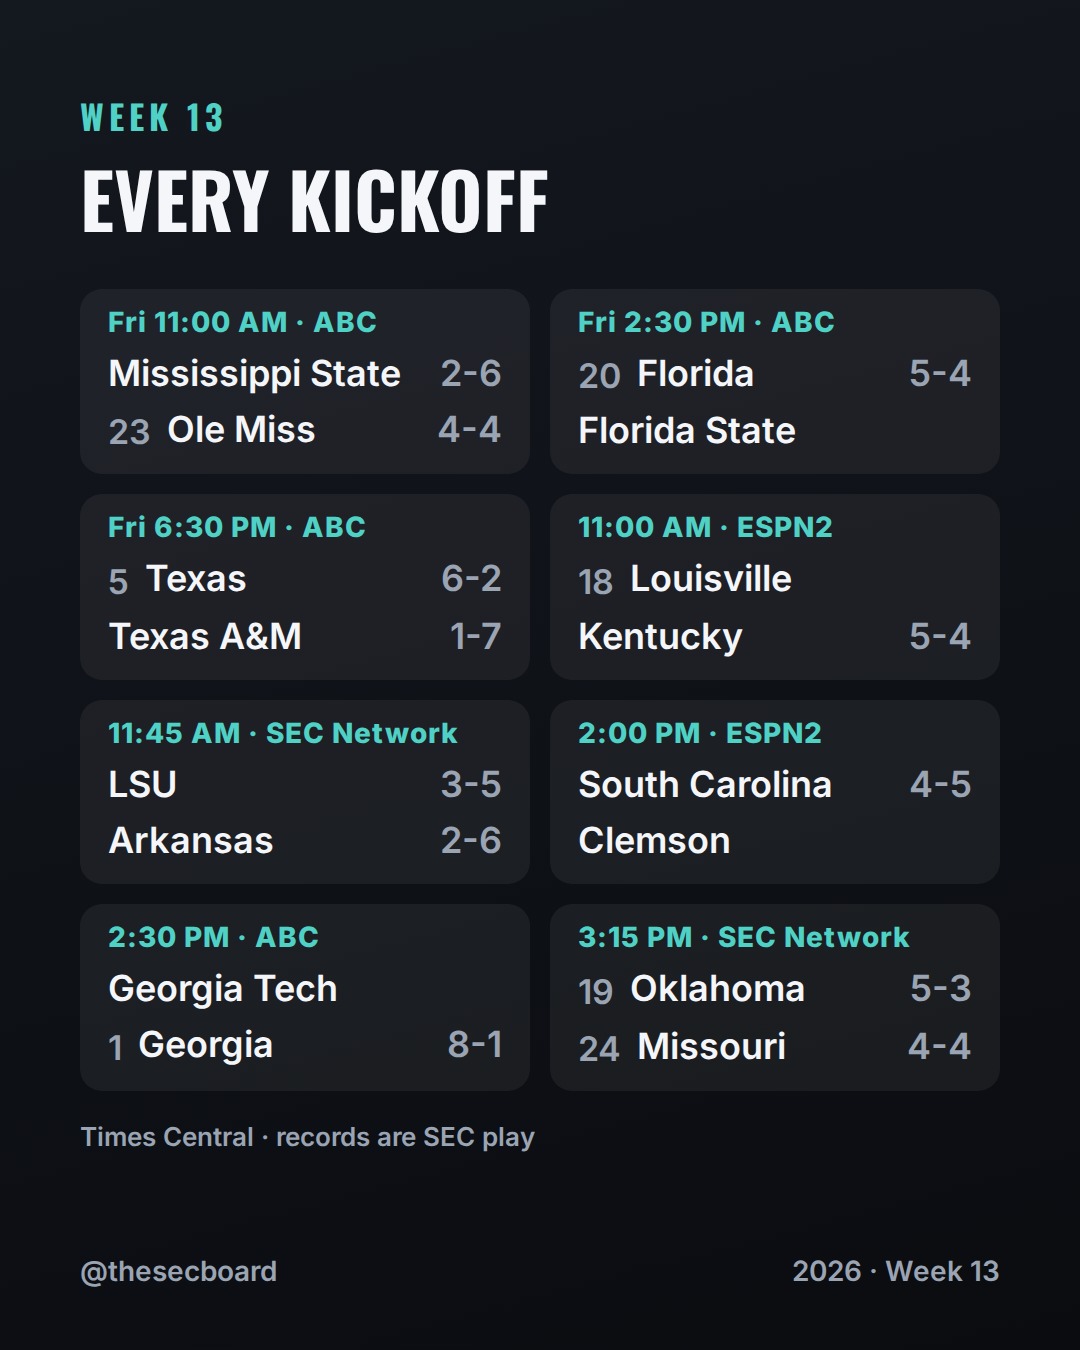 WEEK 13
EVERY KICKOFF
Fri 11:00 AM · ABC
Mississippi State 2-6
23 Ole Miss 4-4
Fri 2:30 PM · ABC
20 Florida 5-4
Florida State
Fri 6:30 PM · ABC
5 Texas 6-2
Texas A&M 1-7
11:00 AM · ESPN2
18 Louisville
Kentucky 5-4
11:45 AM · SEC Network
LSU 3-5
Arkansas 2-6
2:00 PM · ESPN2
South Carolina 4-5
Clemson
2:30 PM · ABC
Georgia Tech
1 Georgia 8-1
3:15 PM · SEC Network
19 Oklahoma 5-3
24 Missouri 4-4
Times Central · records are SEC play
@thesecboard
2026 · Week 13